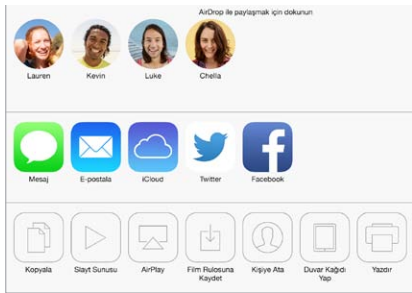 AirDrop ile paylaşmak için dokunun
Lauren Kevin Luke Chella
Mesaj E-postala iCloud Twitter Facebook
Kopyala Slayt Sunusu AirPlay Film Rulosuna Kaydet Kişiye Ata Duvar Kağıdı Yap Yazdır